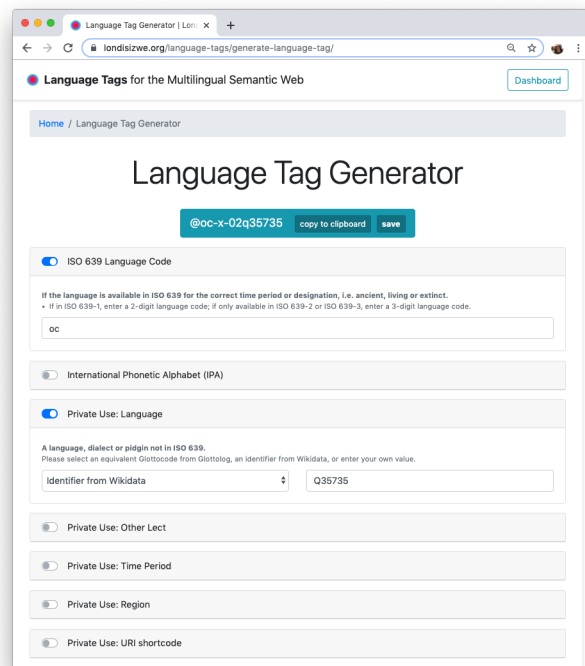 Language Tag Generator | Lon
londisizwe.org/language-tags/generate-language-tag/
Language Tags for the Multilingual Semantic Web
Dashboard
Home / Language Tag Generator
Language Tag Generator
@oc-x-02q35735 copy to clipboard save
ISO 639 Language Code
If the language is available in ISO 639 for the correct time period or designation, i.e. ancient, living or extinct.
• If in ISO 639-1, enter a 2-digit language code; if only available in ISO 639-2 or ISO 639-3, enter a 3-digit language code.
oc
International Phonetic Alphabet (IPA)
Private Use: Language
A language, dialect or pidgin not in ISO 639.
Please select an equivalent Glottocode from Glottolog, an identifier from Wikidata, or enter your own value.
Identifier from Wikidata Q35735
Private Use: Other Lect
Private Use: Time Period
Private Use: Region
Private Use: URI shortcode